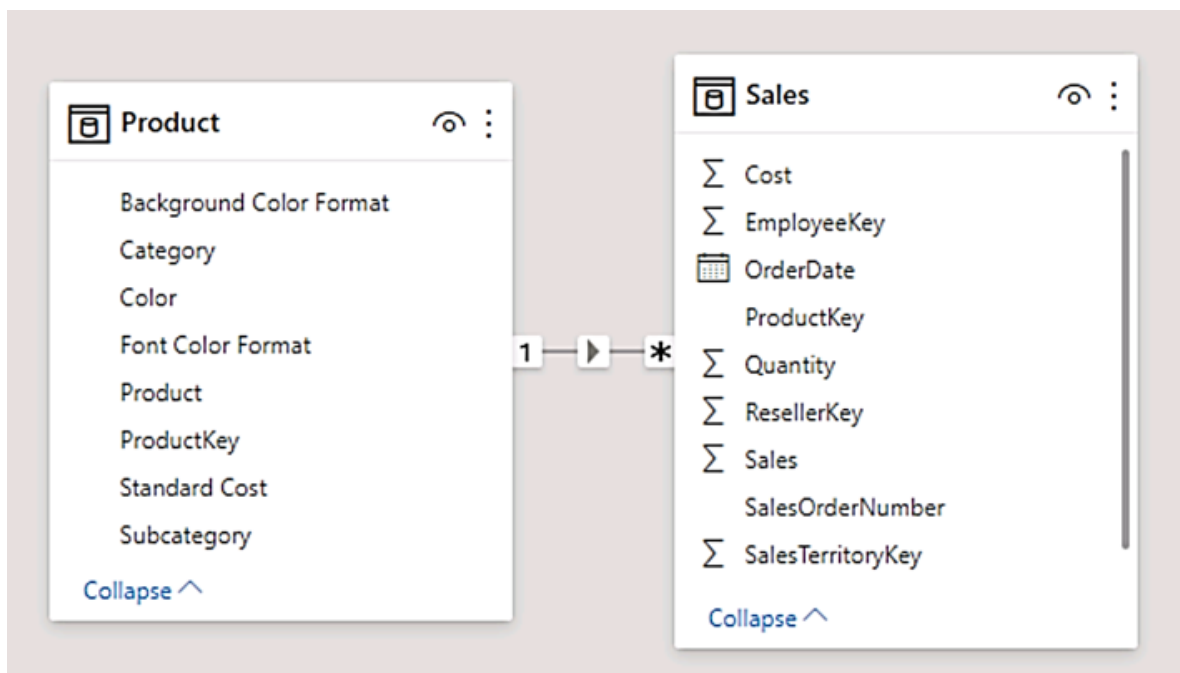 Product
Background Color Format
Category
Color
Font Color Format
Product
ProductKey
Standard Cost
Subcategory
Collapse
1
*
Sales
Σ Cost
Σ EmployeeKey
OrderDate
ProductKey
Σ Quantity
Σ ResellerKey
Σ Sales
SalesOrderNumber
Σ SalesTerritoryKey
Collapse